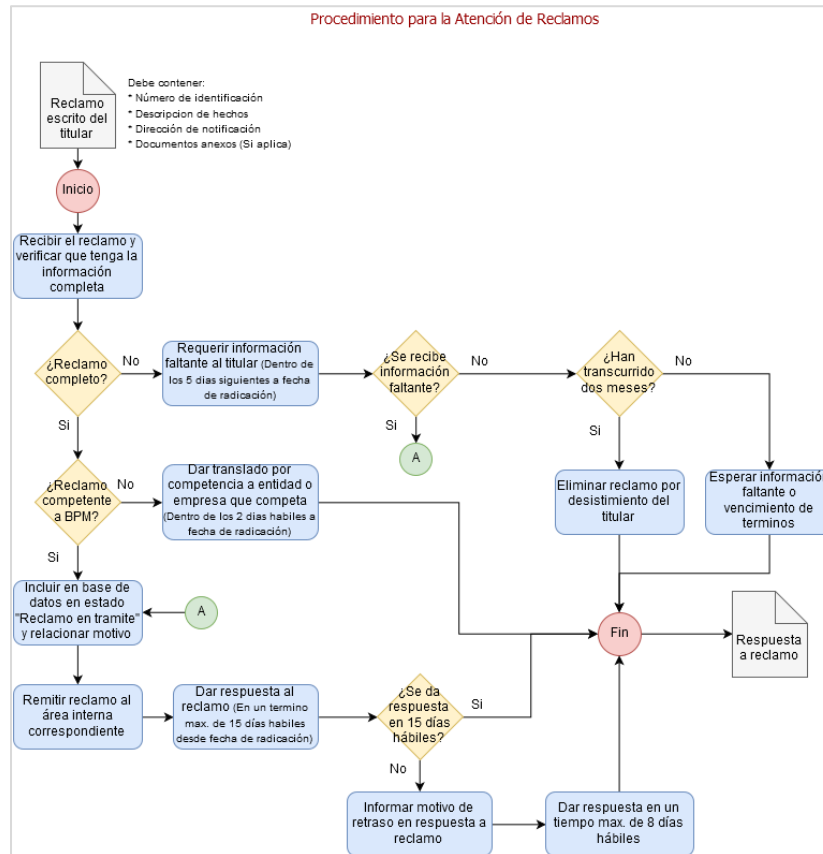 Procedimiento para la Atención de Reclamos
Reclamo
escrito del
titular
Debe contener:
* Número de identificación
* Descripcion de hechos
* Dirección de notificación
* Documentos anexos (Si aplica)
Inicio
Recibir el reclamo y
verificar que tenga la
información
completa
¿Reclamo
completo?
No
Requerir información
faltante al titular (Dentro de
los 5 dias siguientes a fecha
de radicación)
¿Se recibe
información
faltante?
No
¿Han
transcurrido
dos meses?
No
Si
Si
A
Si
¿Reclamo
competente
a BPM?
No
Dar translado por
competencia a entidad o
empresa que competa
(Dentro de los 2 dias habiles a
fecha de radicación)
Eliminar reclamo por
desistimiento del
titular
Esperar información
faltante o
vencimiento de
terminos
Si
Incluir en base de
datos en estado
"Reclamo en tramite"
y relacionar motivo
A
Fin
Respuesta
a reclamo
Remitir reclamo al
área interna
correspondiente
Dar respuesta al
reclamo (En un termino
max. de 15 días habiles
desde fecha de radicación)
¿Se da
respuesta
en 15 días
hábiles?
Si
No
Informar motivo de
retraso en respuesta a
reclamo
Dar respuesta en un
tiempo max. de 8 días
hábiles